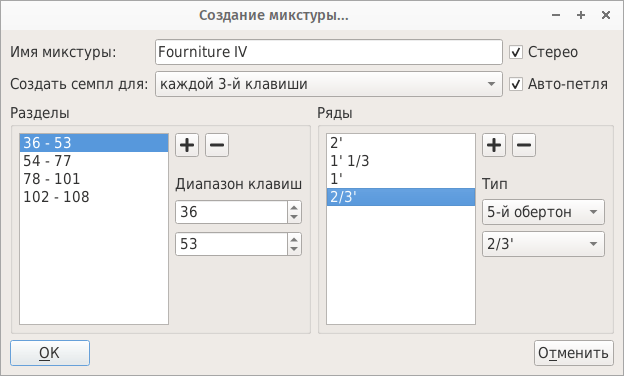 Создание микстуры...
Имя микстуры: Fourniture IV Стерео
Создать семпл для: каждой 3-й клавиши Авто-петля
Разделы
36 - 53
54 - 77
78 - 101
102 - 108
Диапазон клавиш
36
53
Ряды
2'
1' 1/3
1'
2/3'
Тип
5-й обертон
2/3'
OK
Отменить